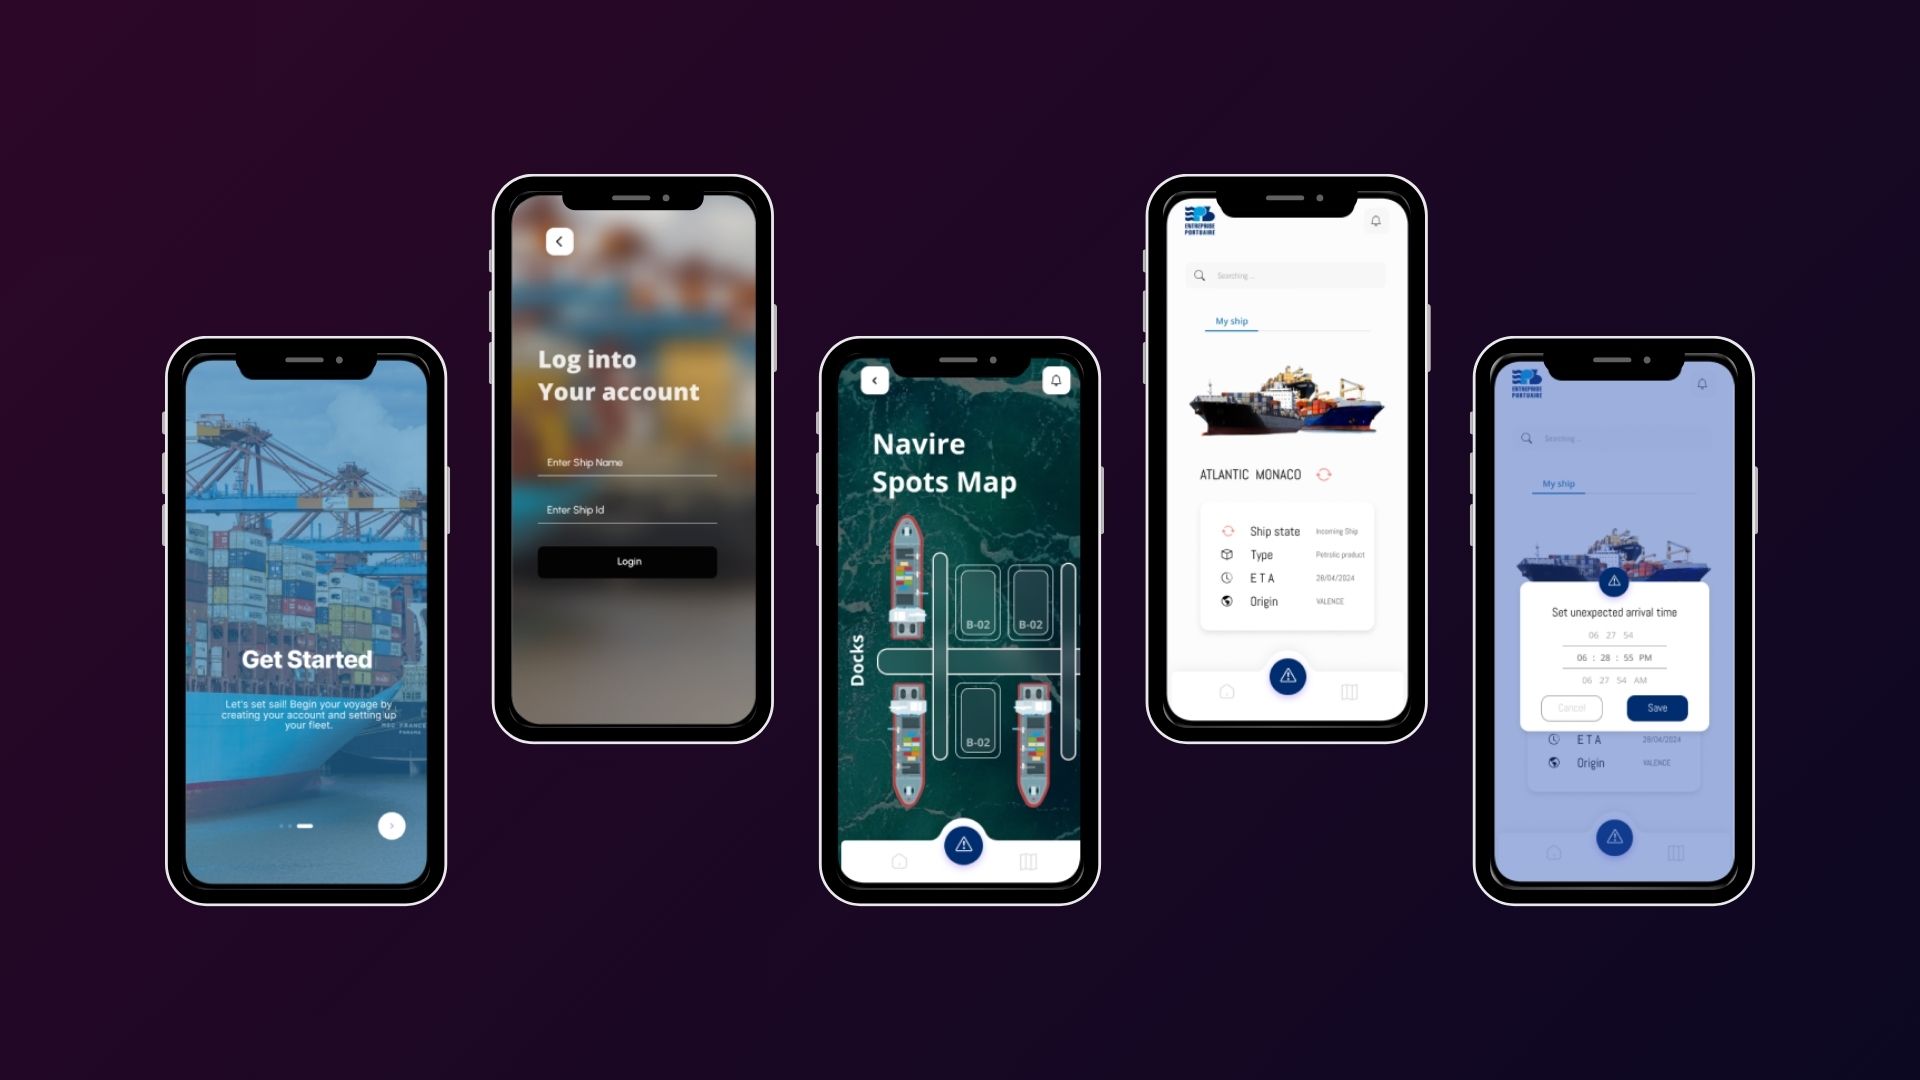 Get Started
Let's set sail! Begin your voyage by
creating your account and setting up
your fleet.
MSC FRANCE
PANAMA
Log into
Your account
Enter Ship Name
Enter Ship Id
Login
Navire
Spots Map
Docks
B-02
B-02
B-02
ENTREPRISE
PORTUAIRE
Searching ...
My ship
ATLANTIC MONACO
Ship state Incoming Ship
Type Petrolic product
E T A 28/04/2024
Origin VALENCE
ENTREPRISE
PORTUAIRE
Searching ...
My ship
Set unexpected arrival time
06 27 54
06 : 28 : 55 PM
06 27 54 AM
Cancel Save
E T A 28/04/2024
Origin VALENCE